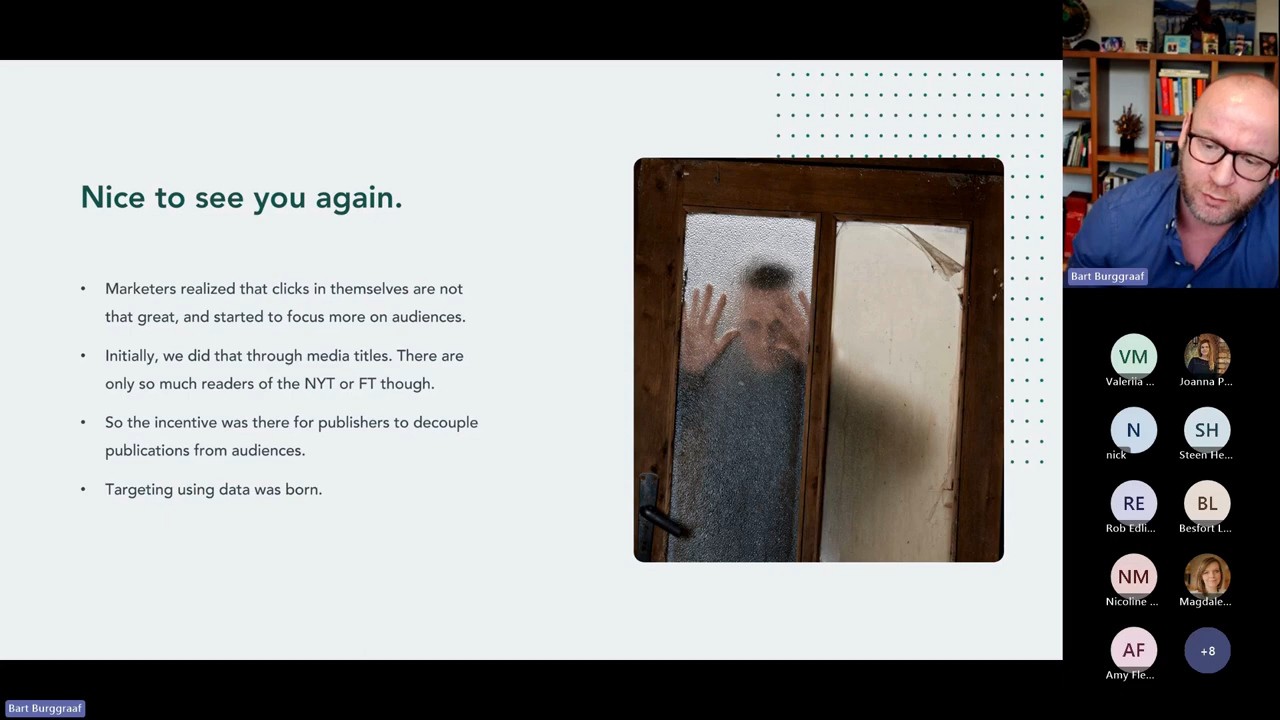 Nice to see you again.
• Marketers realized that clicks in themselves are not
that great, and started to focus more on audiences.
• Initially, we did that through media titles. There are
only so much readers of the NYT or FT though.
• So the incentive was there for publishers to decouple
publications from audiences.
• Targeting using data was born.
Bart Burggraaf
VM
Valeriia ...
Joanna P...
N
nick
SH
Steen He...
RE
Rob Edli...
BL
Besfort L...
NM
Nicoline ...
Magdale...
AF
Amy Fle...
+8
Bart Burggraaf